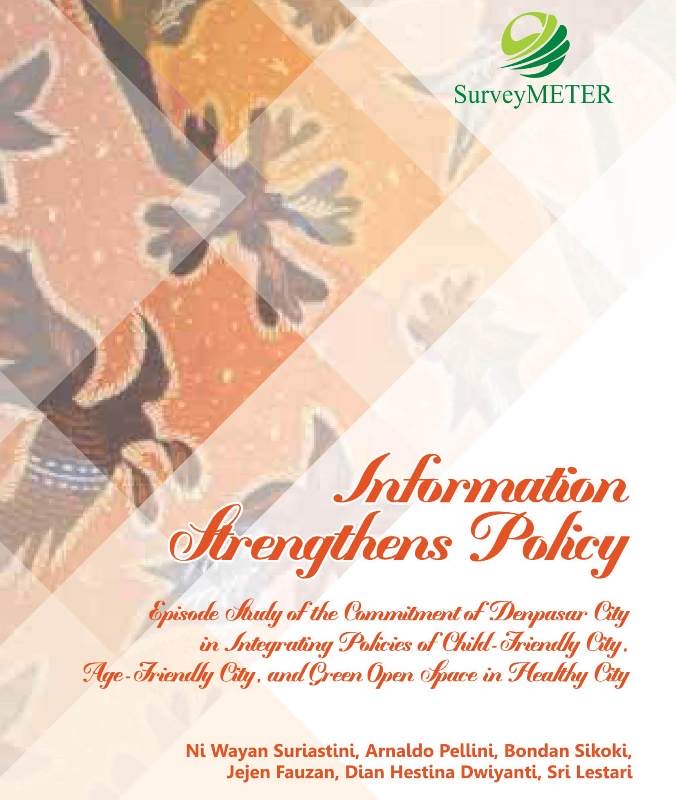 SurveyMETER
Information
Strengthens Policy
Episode Study of the Commitment of Denpasar City
in Integrating Policies of Child-Friendly City,
Age-Friendly City, and Green Open Space in Healthy City
Ni Wayan Suriastini, Arnaldo Pellini, Bondan Sikoki,
Jejen Fauzan, Dian Hestina Dwiyanti, Sri Lestari